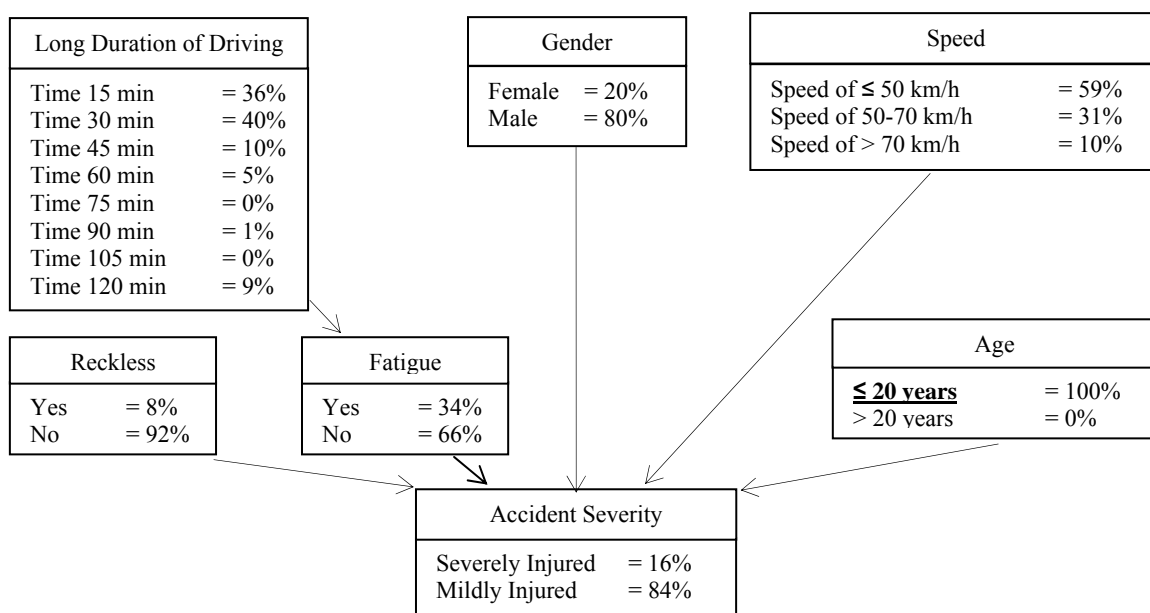 Long Duration of Driving
Time 15 min = 36%
Time 30 min = 40%
Time 45 min = 10%
Time 60 min = 5%
Time 75 min = 0%
Time 90 min = 1%
Time 105 min = 0%
Time 120 min = 9%
Gender
Female = 20%
Male = 80%
Speed
Speed of ≤ 50 km/h = 59%
Speed of 50-70 km/h = 31%
Speed of > 70 km/h = 10%
Reckless
Yes = 8%
No = 92%
Fatigue
Yes = 34%
No = 66%
Age
≤ 20 years = 100%
> 20 years = 0%
Accident Severity
Severely Injured = 16%
Mildly Injured = 84%